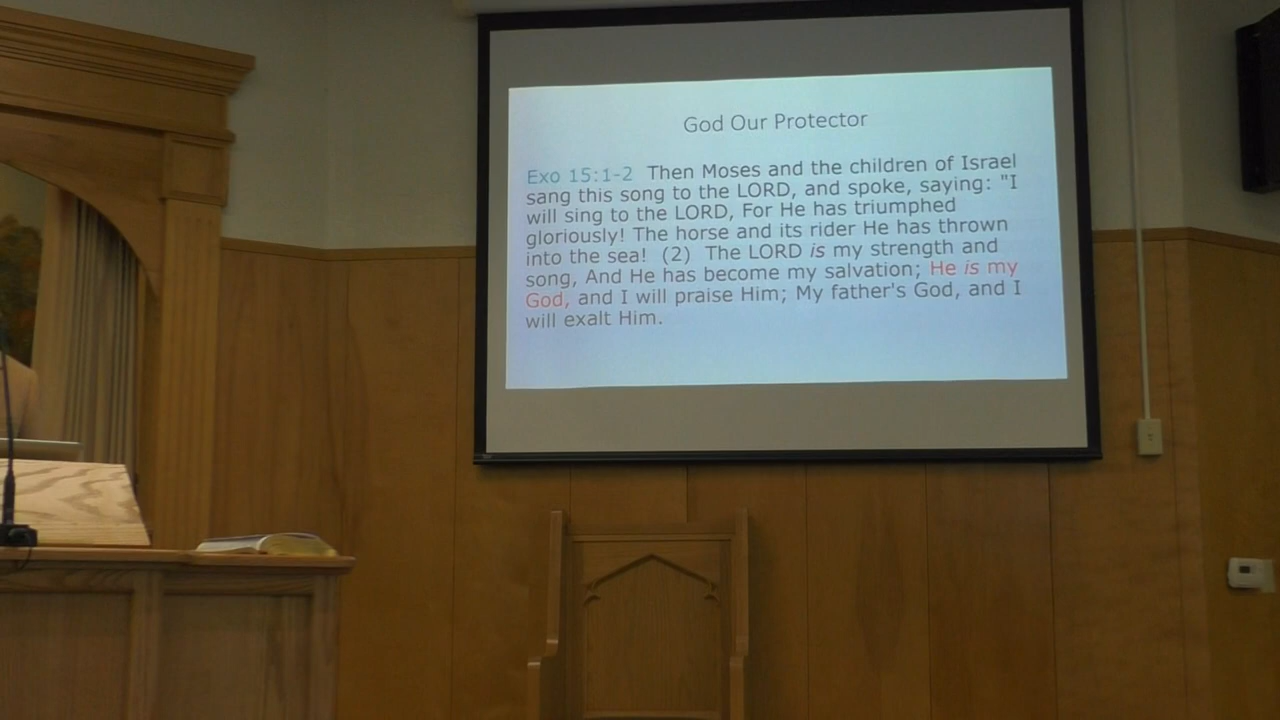 God Our Protector
Exo 15:1-2  Then Moses and the children of Israel
sang this song to the LORD, and spoke, saying: "I
will sing to the LORD, For He has triumphed
gloriously! The horse and its rider He has thrown
into the sea!  (2)  The LORD is my strength and
song, And He has become my salvation; He is my
God, and I will praise Him; My father's God, and I
will exalt Him.